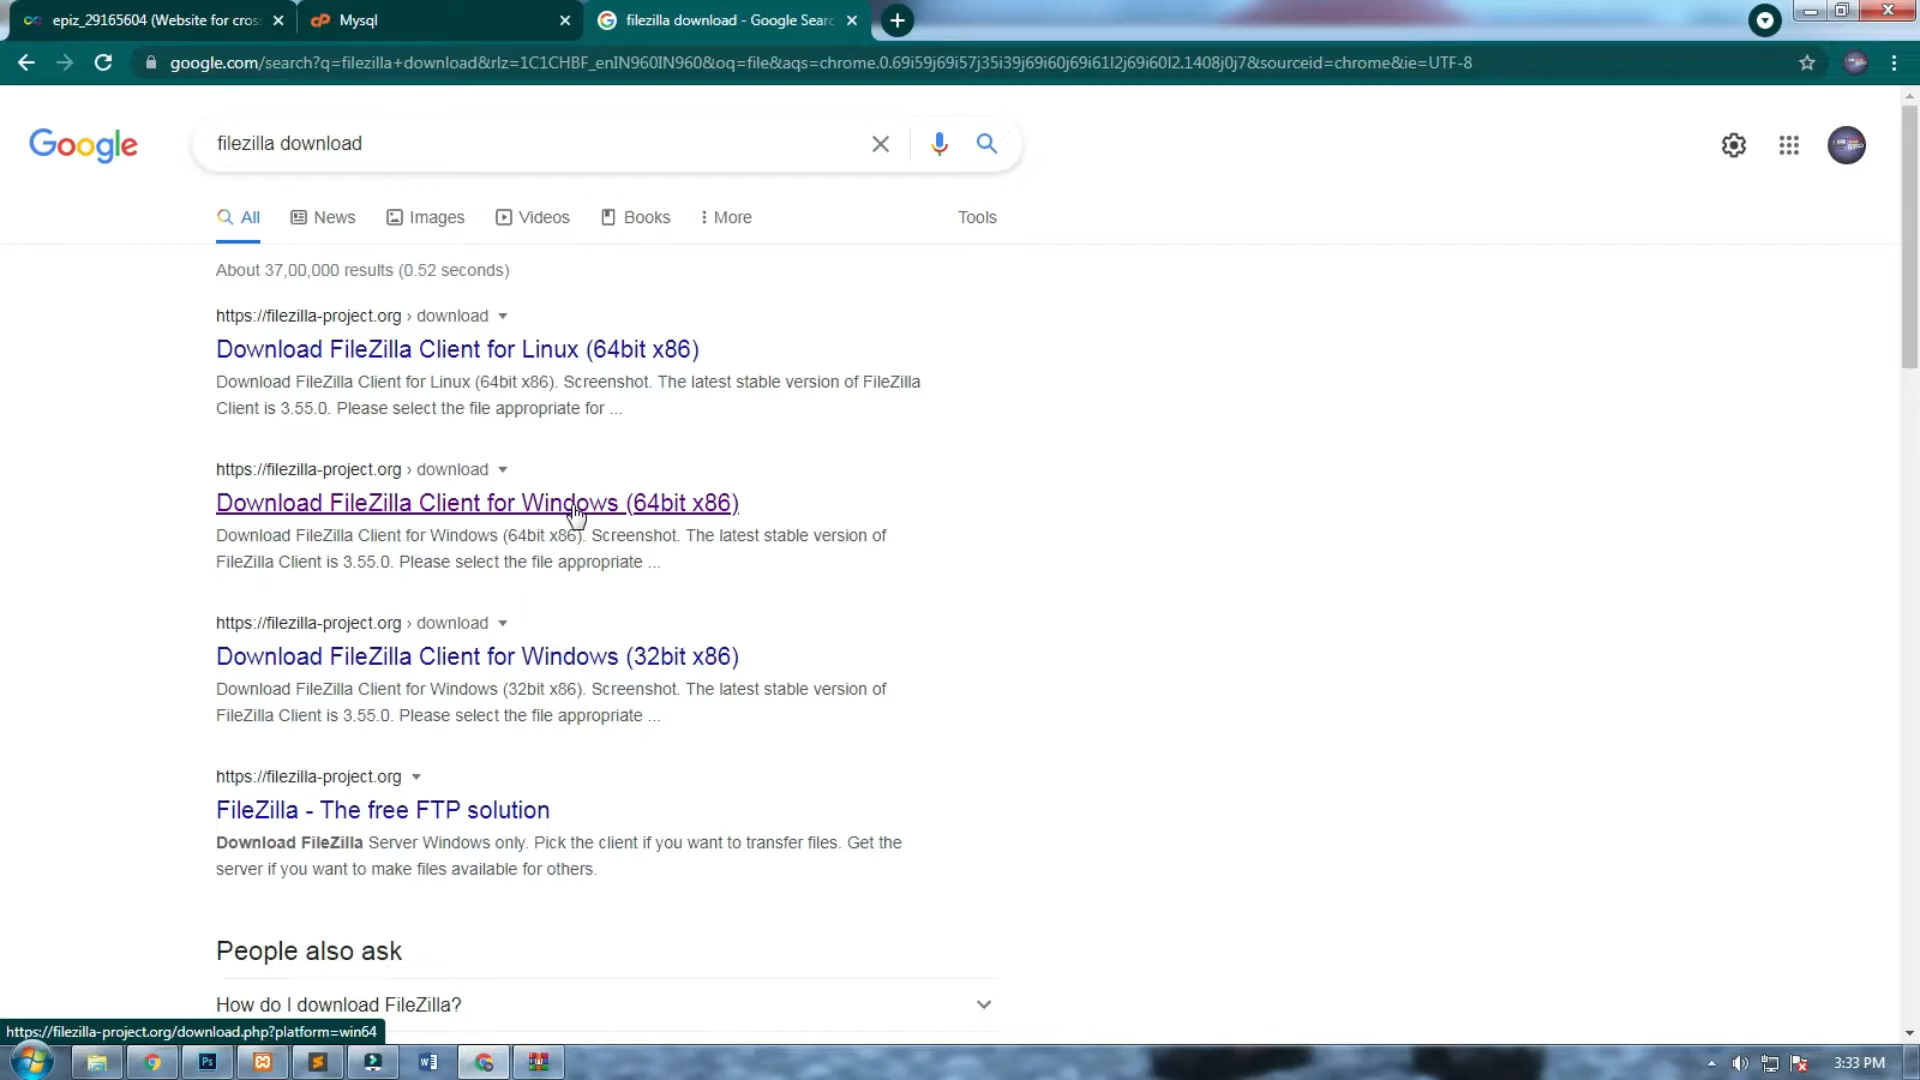 epiz_29165604 (Website for cros
Mysql
filezilla download - Google Sear
google.com/search?q=filezilla+download&rlz=1C1CHBF_enIN960IN960&oq=file&aqs=chrome.0.69i59j69i57j35i39j69i60j69i61l2j69i60l2.1408j0j7&sourceid=chrome&ie=UTF-8
Google
filezilla download
All
News
Images
Videos
Books
More
Tools
About 37,00,000 results (0.52 seconds)
https://filezilla-project.org › download
Download FileZilla Client for Linux (64bit x86)
Download FileZilla Client for Linux (64bit x86). Screenshot. The latest stable version of FileZilla
Client is 3.55.0. Please select the file appropriate for ...
https://filezilla-project.org › download
Download FileZilla Client for Windows (64bit x86)
Download FileZilla Client for Windows (64bit x86). Screenshot. The latest stable version of
FileZilla Client is 3.55.0. Please select the file appropriate ...
https://filezilla-project.org › download
Download FileZilla Client for Windows (32bit x86)
Download FileZilla Client for Windows (32bit x86). Screenshot. The latest stable version of
FileZilla Client is 3.55.0. Please select the file appropriate ...
https://filezilla-project.org
FileZilla - The free FTP solution
Download FileZilla Server Windows only. Pick the client if you want to transfer files. Get the
server if you want to make files available for others.
People also ask
How do I download FileZilla?
https://filezilla-project.org/download.php?platform=win64
Ps
3:33 PM